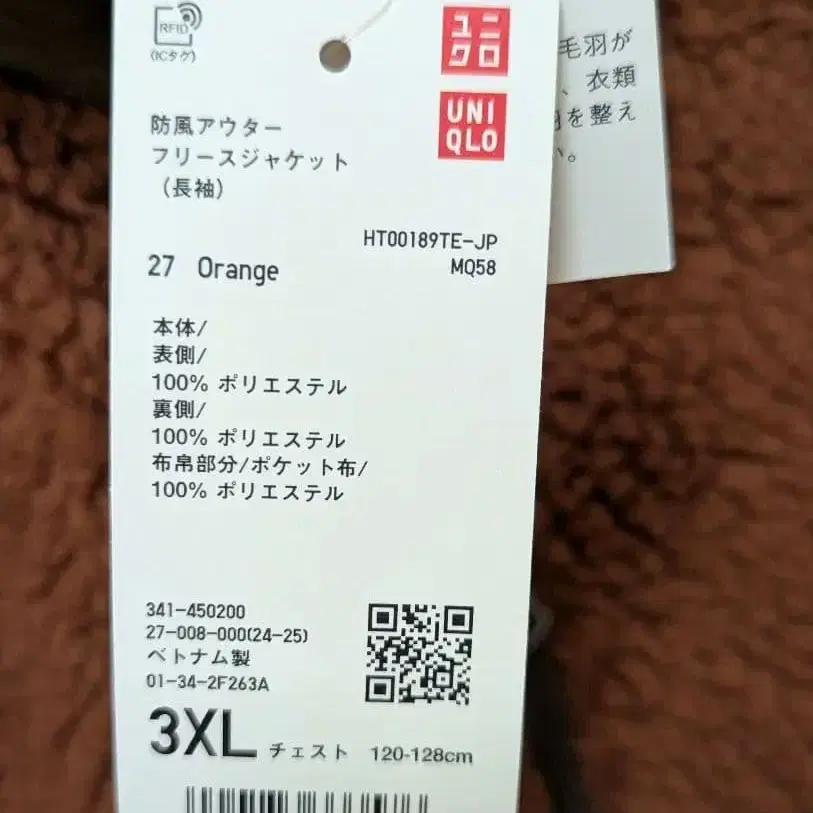 RFID
(ICタグ)
ユニ
クロ
UNI
QLO
防風アウター
フリースジャケット
(長袖)
HT00189TE-JP
MQ58
27 Orange
本体/
表側/
100% ポリエステル
裏側/
100% ポリエステル
布帛部分/ポケット布/
100% ポリエステル
341-450200
27-008-000(24-25)
ベトナム製
01-34-2F263A
3XL チェスト 120-128cm
毛羽が
、衣類
を整え
い。